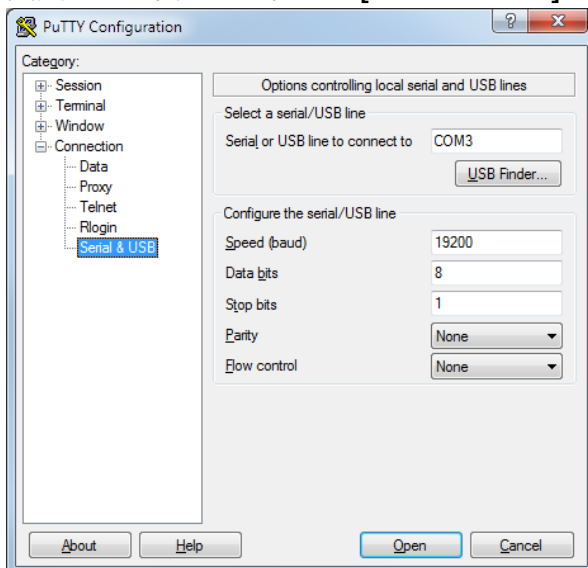 PuTTY Configuration
Category:
Session
Terminal
Window
Connection
Data
Proxy
Telnet
Rlogin
Serial & USB
Options controlling local serial and USB lines
Select a serial/USB line
Serial or USB line to connect to COM3
USB Finder...
Configure the serial/USB line
Speed (baud) 19200
Data bits 8
Stop bits 1
Parity None
Flow control None
About Help Open Cancel